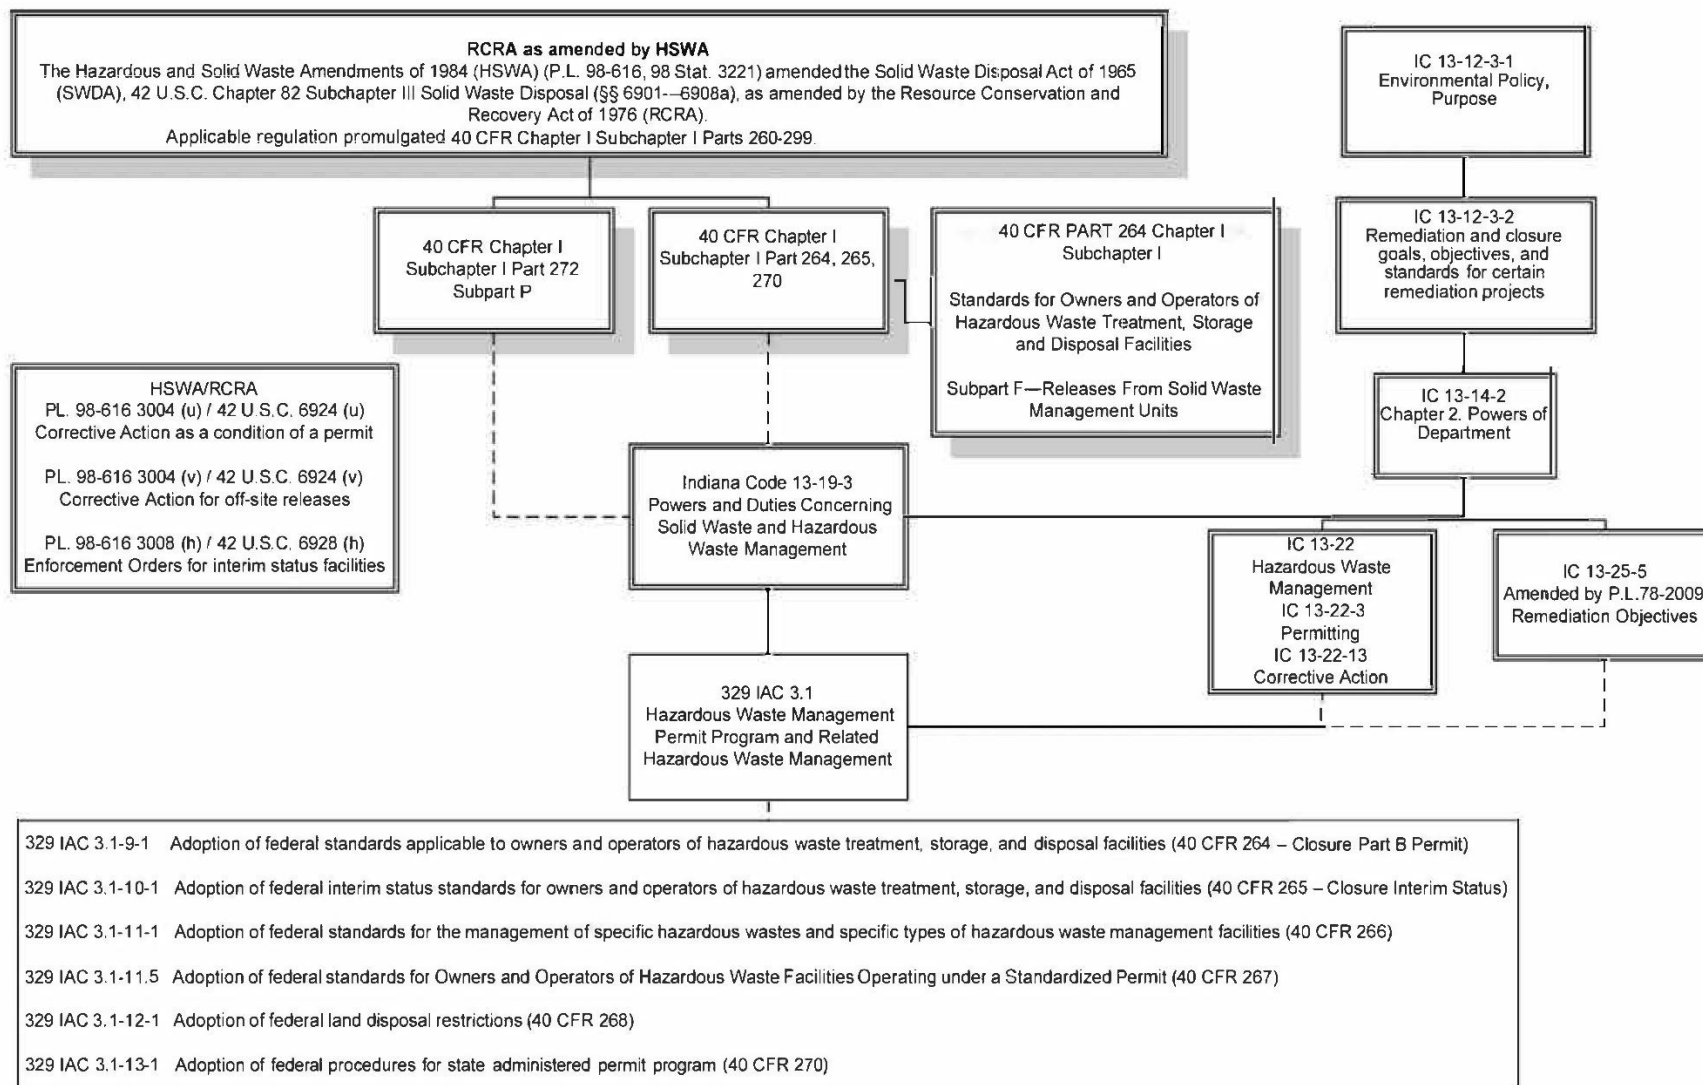 RCRA as amended by HSWA
The Hazardous and Solid Waste Amendments of 1984 (HSWA) (P.L. 98-616, 98 Stat. 3221) amended the Solid Waste Disposal Act of 1965
(SWDA), 42 U.S.C. Chapter 82 Subchapter III Solid Waste Disposal (§§ 6901-–6908a), as amended by the Resource Conservation and
Recovery Act of 1976 (RCRA).
Applicable regulation promulgated 40 CFR Chapter I Subchapter I Parts 260-299.
IC 13-12-3-1
Environmental Policy,
Purpose
40 CFR Chapter I
Subchapter I Part 272
Subpart P
40 CFR Chapter I
Subchapter I Part 264, 265,
270
40 CFR PART 264 Chapter I
Subchapter I
Standards for Owners and Operators of
Hazardous Waste Treatment, Storage
and Disposal Facilities
Subpart F—Releases From Solid Waste
Management Units
IC 13-12-3-2
Remediation and closure
goals, objectives, and
standards for certain
remediation projects
HSWA/RCRA
PL. 98-616 3004 (u) / 42 U.S.C. 6924 (u)
Corrective Action as a condition of a permit
PL. 98-616 3004 (v) / 42 U.S.C. 6924 (v)
Corrective Action for off-site releases
PL. 98-616 3008 (h) / 42 U.S.C. 6928 (h)
Enforcement Orders for interim status facilities
IC 13-14-2
Chapter 2. Powers of
Department
Indiana Code 13-19-3
Powers and Duties Concerning
Solid Waste and Hazardous
Waste Management
IC 13-22
Hazardous Waste
Management
IC 13-22-3
Permitting
IC 13-22-13
Corrective Action
IC 13-25-5
Amended by P.L.78-2009
Remediation Objectives
329 IAC 3.1
Hazardous Waste Management
Permit Program and Related
Hazardous Waste Management
329 IAC 3.1-9-1 Adoption of federal standards applicable to owners and operators of hazardous waste treatment, storage, and disposal facilities (40 CFR 264 – Closure Part B Permit)
329 IAC 3.1-10-1 Adoption of federal interim status standards for owners and operators of hazardous waste treatment, storage, and disposal facilities (40 CFR 265 – Closure Interim Status)
329 IAC 3.1-11-1 Adoption of federal standards for the management of specific hazardous wastes and specific types of hazardous waste management facilities (40 CFR 266)
329 IAC 3.1-11.5 Adoption of federal standards for Owners and Operators of Hazardous Waste Facilities Operating under a Standardized Permit (40 CFR 267)
329 IAC 3.1-12-1 Adoption of federal land disposal restrictions (40 CFR 268)
329 IAC 3.1-13-1 Adoption of federal procedures for state administered permit program (40 CFR 270)